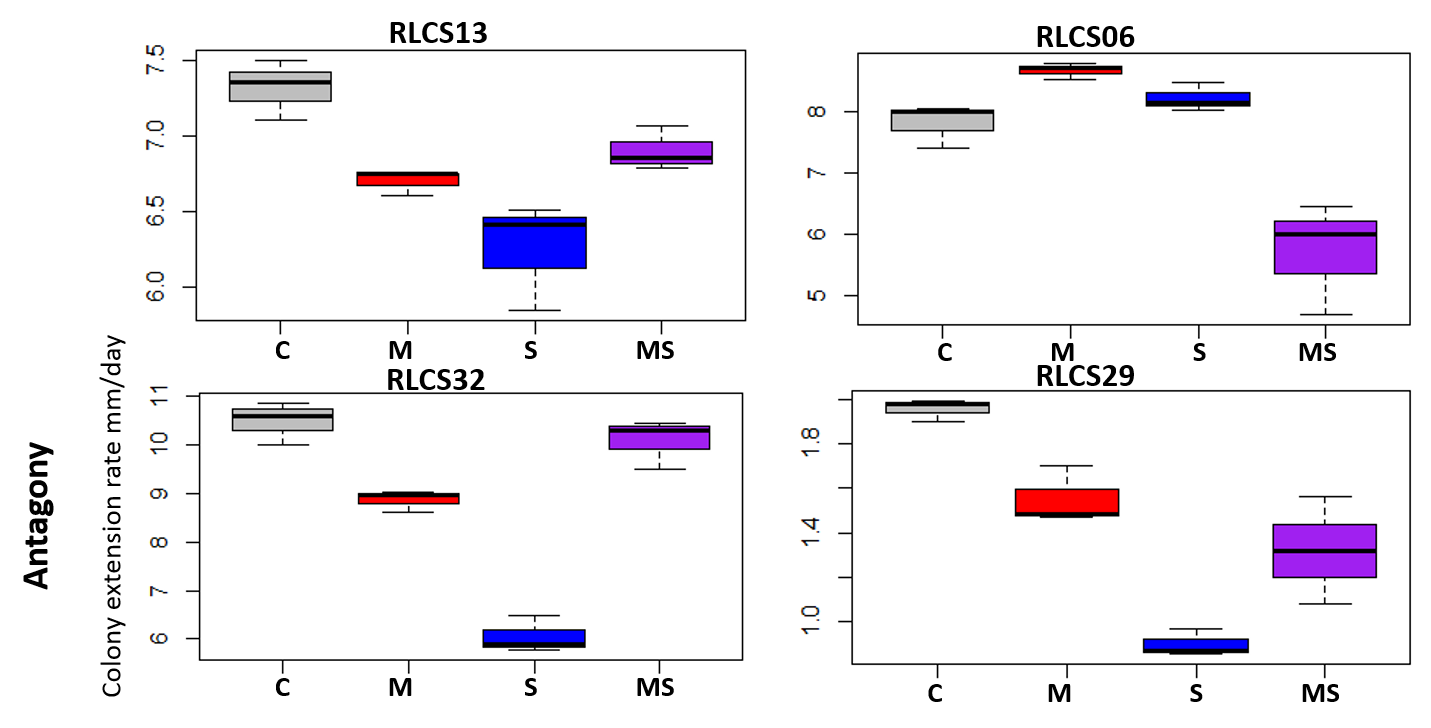 RLCS13
7.5
7.0
6.5
6.0
C M S MS
RLCS06
8
7
6
5
C M S MS
RLCS32
11
10
9
8
7
6
C M S MS
RLCS29
1.8
1.4
1.0
C M S MS
Colony extension rate mm/day
Antagony